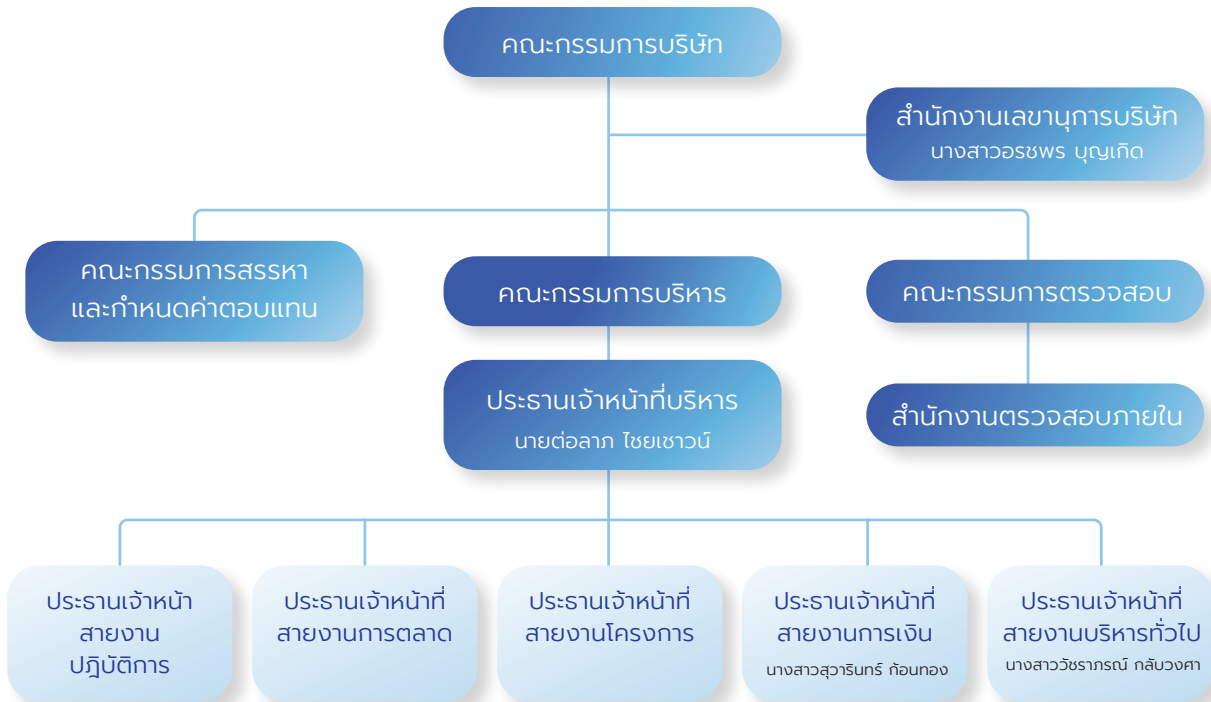 คณะกรรมการบริษัท
สำนักงานเลขานุการบริษัท
นางสาวอรชพร บุญเกิด
คณะกรรมการสรรหา
และกำหนดค่าตอบแทน
คณะกรรมการบริหาร
คณะกรรมการตรวจสอบ
ประธานเจ้าหน้าที่บริหาร
นายต่อลาภ ไชยเชาวน์
สำนักงานตรวจสอบภายใน
ประธานเจ้าหน้า
สายงาน
ปฎิบัติการ
ประธานเจ้าหน้าที่
สายงานการตลาด
ประธานเจ้าหน้าที่
สายงานโครงการ
ประธานเจ้าหน้าที่
สายงานการเงิน
นางสาวสุวารินทร์ ก้อนทอง
ประธานเจ้าหน้าที่
สายงานบริหารทั่วไป
นางสาววัชราภรณ์ กลับวงศา